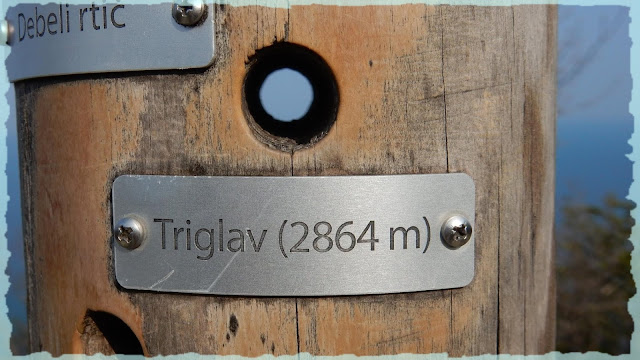 Debeli rtič
Triglav (2864 m)